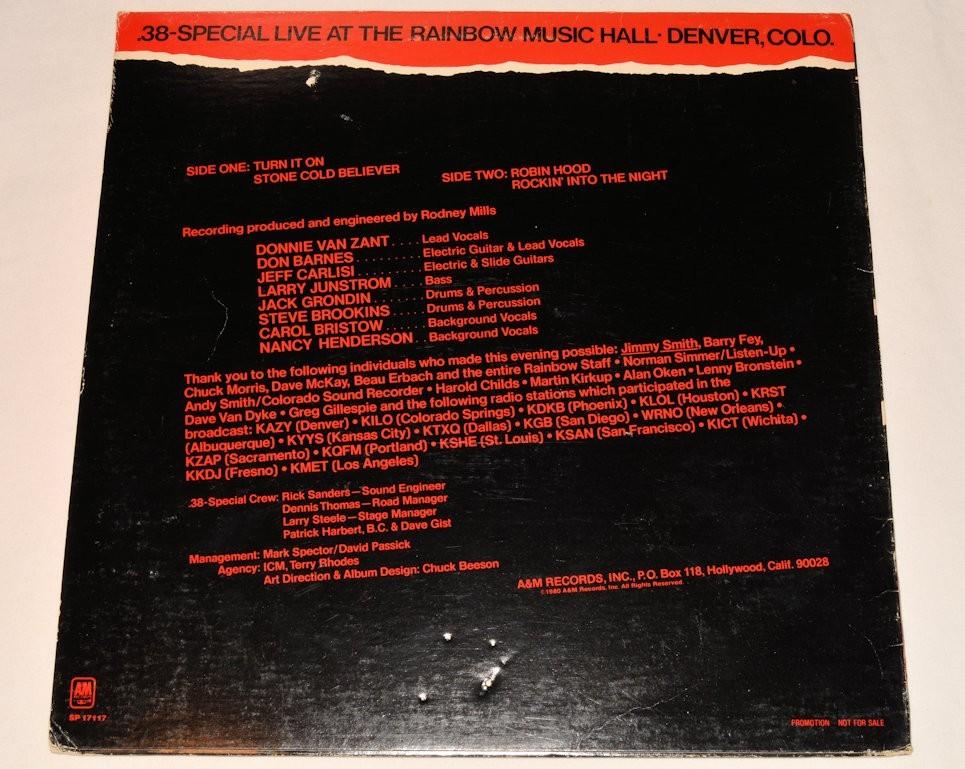 .38-SPECIAL LIVE AT THE RAINBOW MUSIC HALL· DENVER, COLO.
SIDE ONE: TURN IT ON
STONE COLD BELIEVER
SIDE TWO: ROBIN HOOD
ROCKIN' INTO THE NIGHT
Recording produced and engineered by Rodney Mills
DONNIE VAN ZANT . . . . Lead Vocals
DON BARNES . . . . . . . . . Electric Guitar & Lead Vocals
JEFF CARLISI . . . . . . . . . Electric & Slide Guitars
LARRY JUNSTROM . . . . Bass
JACK GRONDIN . . . . . . . Drums & Percussion
STEVE BROOKINS . . . . . Drums & Percussion
CAROL BRISTOW . . . . . . Background Vocals
NANCY HENDERSON . . Background Vocals
Thank you to the following individuals who made this evening possible: Jimmy Smith, Barry Fey,
Chuck Morris, Dave McKay, Beau Erbach and the entire Rainbow Staff • Norman Simmer/Listen-Up •
Andy Smith/Colorado Sound Recorder • Harold Childs • Martin Kirkup • Alan Oken • Lenny Bronstein •
Dave Van Dyke • Greg Gillespie and the following radio stations which participated in the
broadcast: KAZY (Denver) • KILO (Colorado Springs) • KDKB (Phoenix) • KLOL (Houston) • KRST
(Albuquerque) • KYYS (Kansas City) • KTXQ (Dallas) • KGB (San Diego) • WRNO (New Orleans) •
KZAP (Sacramento) • KQFM (Portland) • KSHE (St. Louis) • KSAN (San Francisco) • KICT (Wichita) •
KKDJ (Fresno) • KMET (Los Angeles)
.38-Special Crew: Rick Sanders—Sound Engineer
Dennis Thomas—Road Manager
Larry Steele—Stage Manager
Patrick Harbert, B.C. & Dave Gist
Management: Mark Spector/David Passick
Agency: ICM, Terry Rhodes
Art Direction & Album Design: Chuck Beeson
A&M RECORDS, INC., P.O. Box 118, Hollywood, Calif. 90028
©1980 A&M Records, Inc. All Rights Reserved.
A&M
SP 17117
PROMOTION NOT FOR SALE